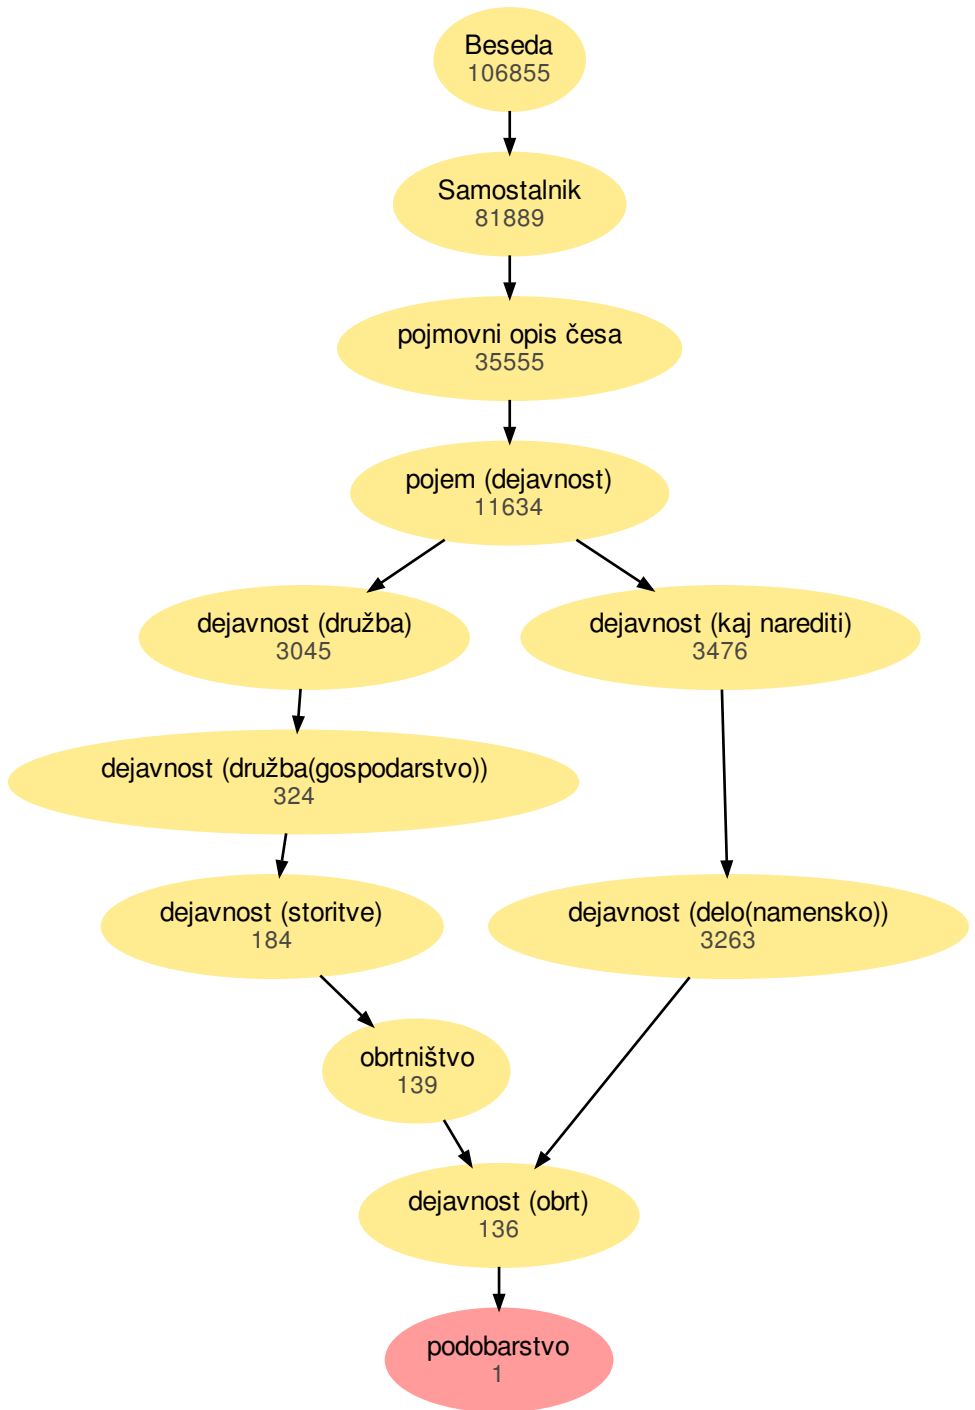 Beseda
106855
Samostalnik
81889
pojmovni opis česa
35555
pojem (dejavnost)
11634
dejavnost (družba)
3045
dejavnost (kaj narediti)
3476
dejavnost (družba(gospodarstvo))
324
dejavnost (storitve)
184
dejavnost (delo(namensko))
3263
obrtništvo
139
dejavnost (obrt)
136
podobarstvo
1